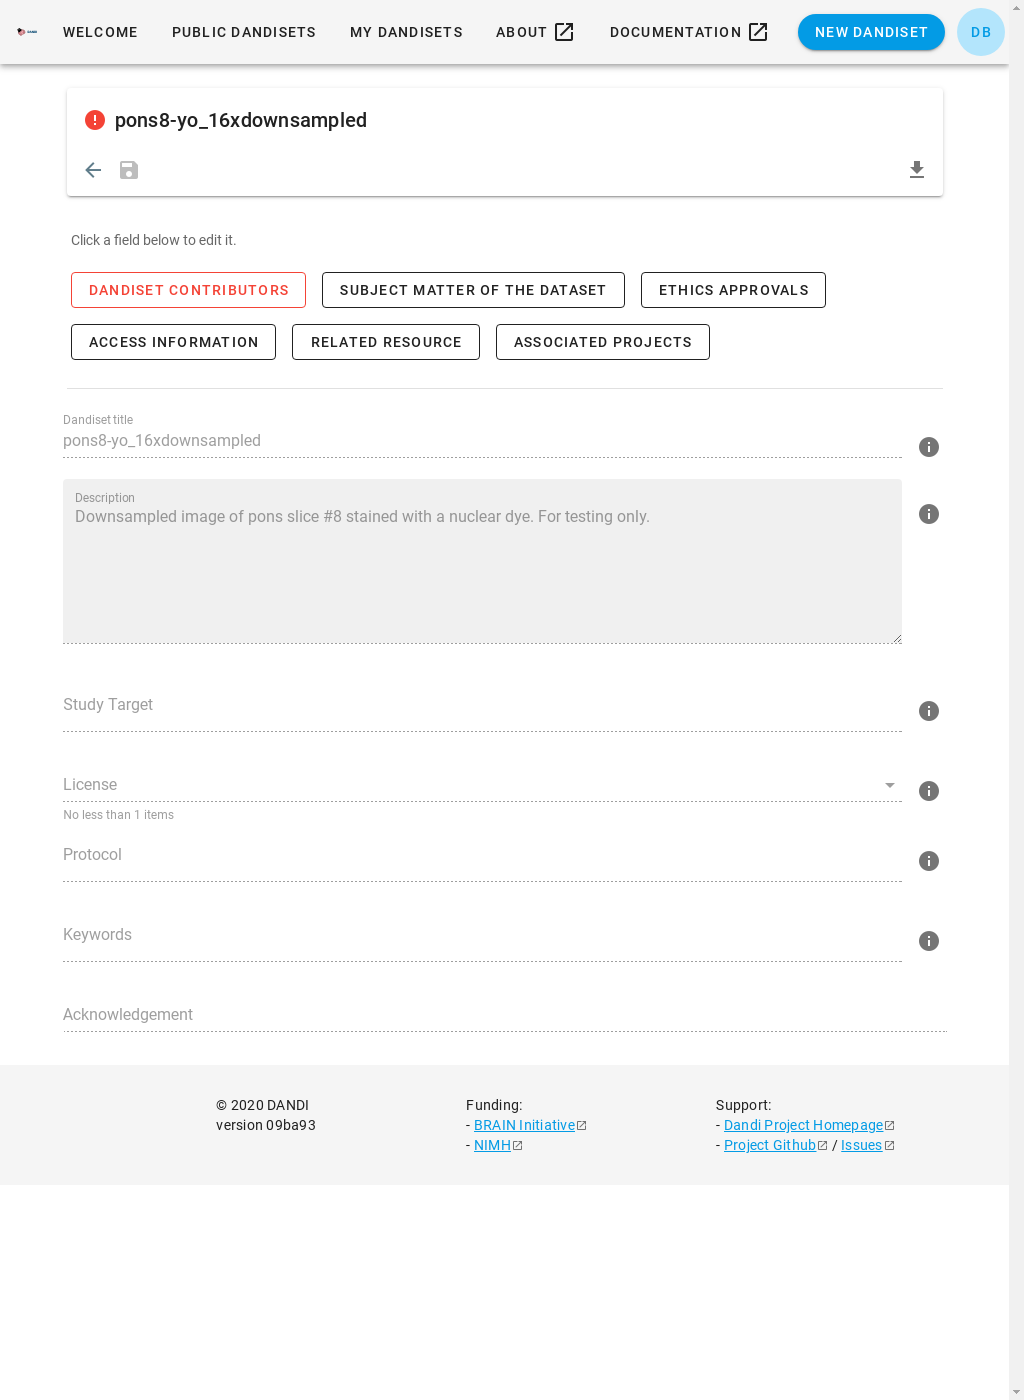 WELCOME PUBLIC DANDISETS MY DANDISETS ABOUT DOCUMENTATION NEW DANDISET DB
pons8-yo_16xdownsampled
Click a field below to edit it.
DANDISET CONTRIBUTORS SUBJECT MATTER OF THE DATASET ETHICS APPROVALS
ACCESS INFORMATION RELATED RESOURCE ASSOCIATED PROJECTS
Dandiset title
pons8-yo_16xdownsampled
Description
Downsampled image of pons slice #8 stained with a nuclear dye. For testing only.
Study Target
License
No less than 1 items
Protocol
Keywords
Acknowledgement
© 2020 DANDI
version 09ba93
Funding:
- BRAIN Initiative
- NIMH
Support:
- Dandi Project Homepage
- Project Github / Issues